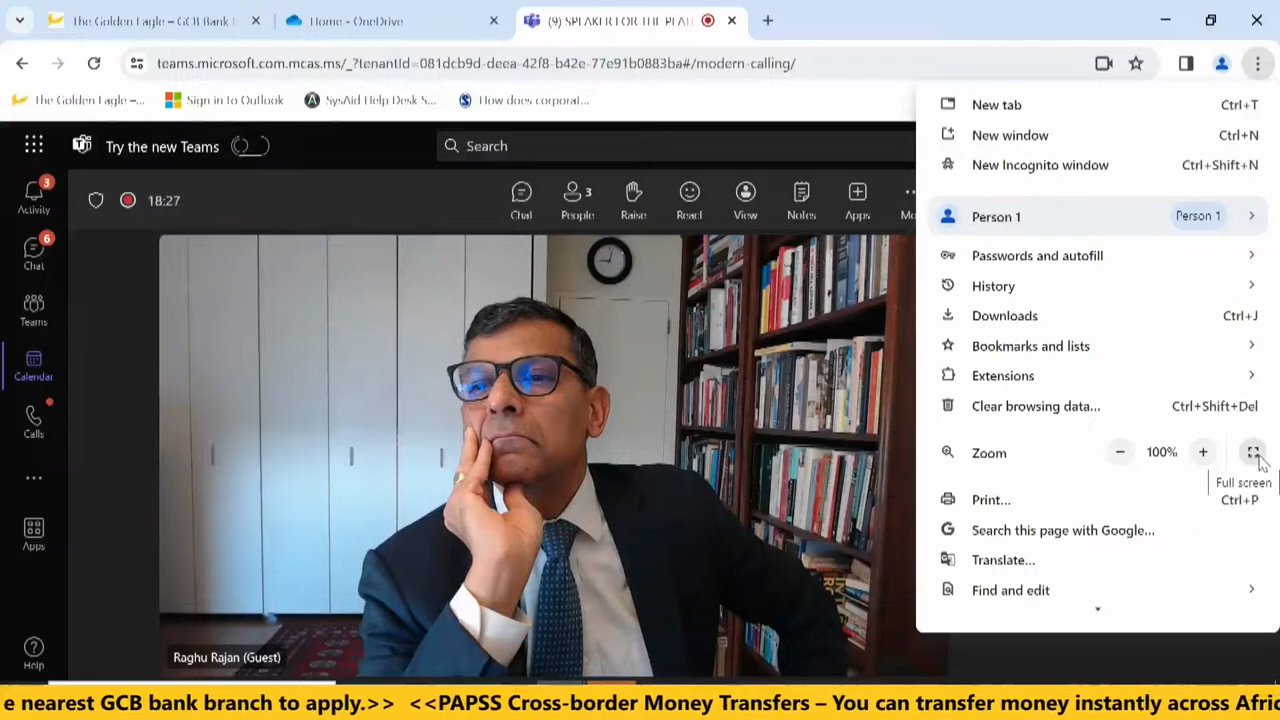 The Golden Eagle – GCB Bank
Home - OneDrive
(9) SPEAKER FOR THE PLAT
teams.microsoft.com.mcas.ms/_?tenantId=081dcb9d-deea-42f8-b42e-77e91b0883ba#/modern-calling/
The Golden Eagle –...
Sign in to Outlook
SysAid Help Desk S...
How does corporat...
Try the new Teams
Search
18:27
3
Chat
People
Raise
React
View
Notes
Apps
Mo
3
Activity
6
Chat
Teams
Calendar
Calls
Apps
Help
Raghu Rajan (Guest)
New tab Ctrl+T
New window Ctrl+N
New Incognito window Ctrl+Shift+N
Person 1 Person 1
Passwords and autofill
History
Downloads Ctrl+J
Bookmarks and lists
Extensions
Clear browsing data... Ctrl+Shift+Del
Zoom − 100% +
Full screen
Print... Ctrl+P
Search this page with Google...
Translate...
Find and edit
e nearest GCB bank branch to apply.>> <<PAPSS Cross-border Money Transfers – You can transfer money instantly across Afri